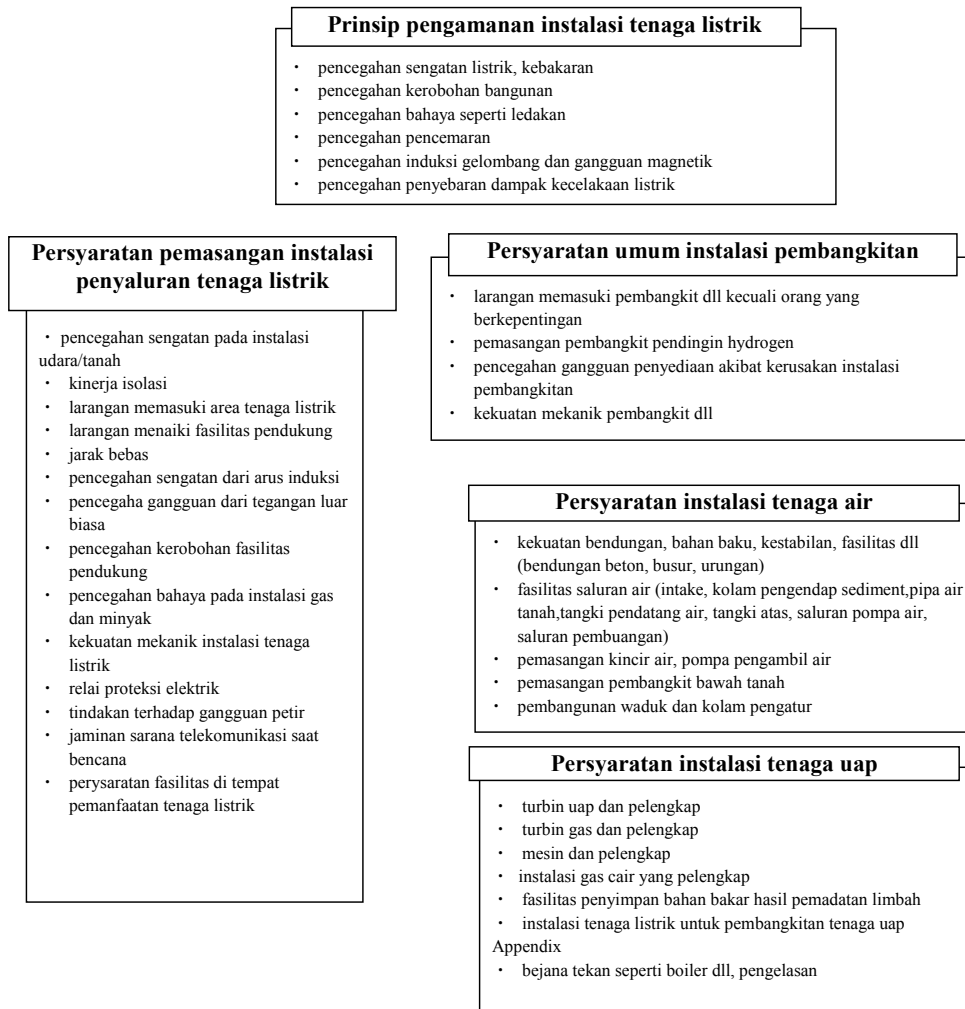 Prinsip pengamanan instalasi tenaga listrik
・ pencegahan sengatan listrik, kebakaran
・ pencegahan kerobohan bangunan
・ pencegahan bahaya seperti ledakan
・ pencegahan pencemaran
・ pencegahan induksi gelombang dan gangguan magnetik
・ pencegahan penyebaran dampak kecelakaan listrik
Persyaratan pemasangan instalasi
penyaluran tenaga listrik
・ pencegahan sengatan pada instalasi
udara/tanah
・ kinerja isolasi
・ larangan memasuki area tenaga listrik
・ larangan menaiki fasilitas pendukung
・ jarak bebas
・ pencegahan sengatan dari arus induksi
・ pencegaha gangguan dari tegangan luar
biasa
・ pencegahan kerobohan fasilitas
pendukung
・ pencegahan bahaya pada instalasi gas
dan minyak
・ kekuatan mekanik instalasi tenaga
listrik
・ relai proteksi elektrik
・ tindakan terhadap gangguan petir
・ jaminan sarana telekomunikasi saat
bencana
・ perysaratan fasilitas di tempat
pemanfaatan tenaga listrik
Persyaratan umum instalasi pembangkitan
・ larangan memasuki pembangkit dll kecuali orang yang
berkepentingan
・ pemasangan pembangkit pendingin hydrogen
・ pencegahan gangguan penyediaan akibat kerusakan instalasi
pembangkitan
・ kekuatan mekanik pembangkit dll
Persyaratan instalasi tenaga air
・ kekuatan bendungan, bahan baku, kestabilan, fasilitas dll
(bendungan beton, busur, urungan)
・ fasilitas saluran air (intake, kolam pengendap sediment,pipa air
tanah,tangki pendatang air, tangki atas, saluran pompa air,
saluran pembuangan)
・ pemasangan kincir air, pompa pengambil air
・ pemasangan pembangkit bawah tanah
・ pembangunan waduk dan kolam pengatur
Persyaratan instalasi tenaga uap
・ turbin uap dan pelengkap
・ turbin gas dan pelengkap
・ mesin dan pelengkap
・ instalasi gas cair yang pelengkap
・ fasilitas penyimpan bahan bakar hasil pemadatan limbah
・ instalasi tenaga listrik untuk pembangkitan tenaga uap
Appendix
・ bejana tekan seperti boiler dll, pengelasan